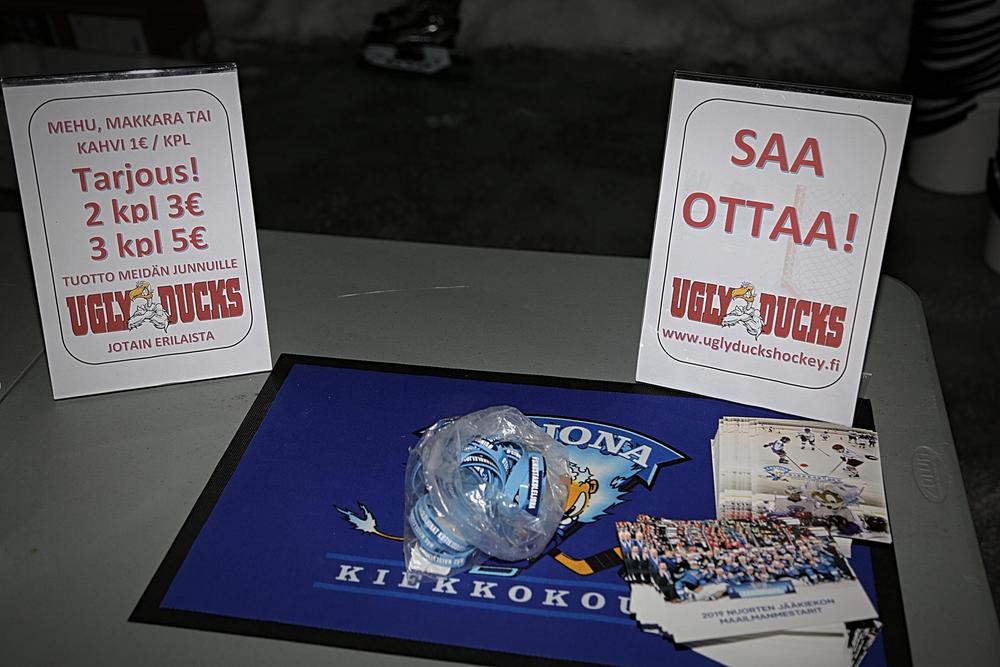 MEHU, MAKKARA TAI
KAHVI 1€ / KPL
Tarjous!
2 kpl 3€
3 kpl 5€
TUOTTO MEIDÄN JUNNUILLE
UGLY DUCKS
JOTAIN ERILAISTA
SAA
OTTAA!
UGLY DUCKS
www.uglyduckshockey.fi
JONA
KIEKKOKOU
2019 NUORTEN JÄÄKIEKON
MAAILMANMESTARIT